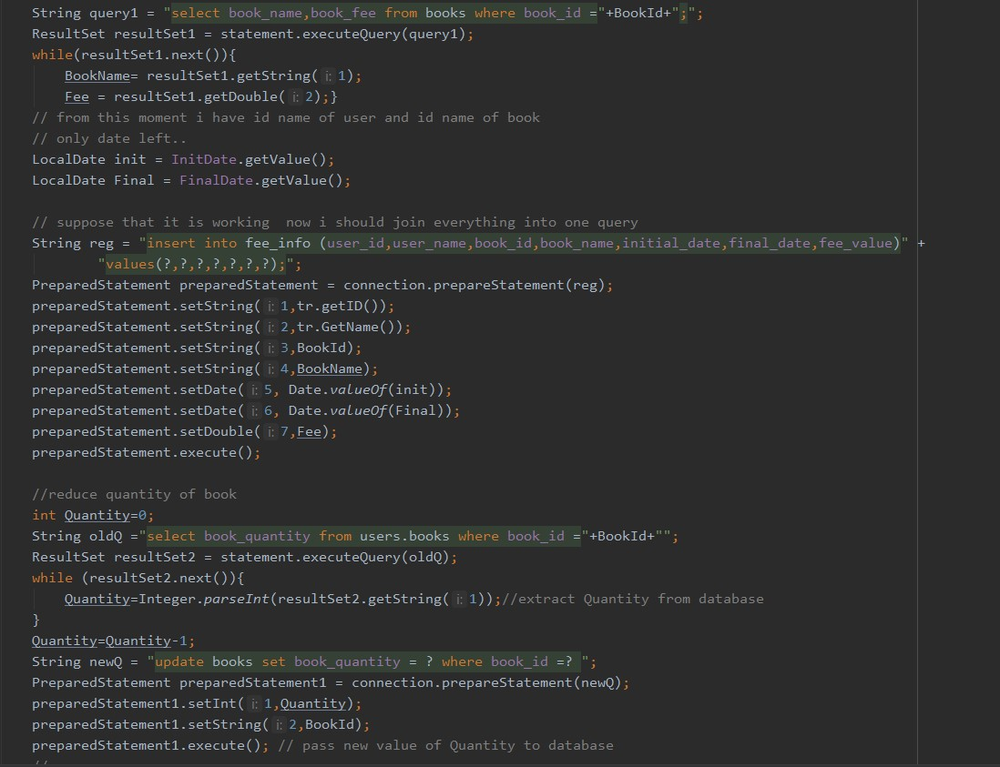 String query1 = "select book_name,book_fee from books where book_id ="+BookId+";";
ResultSet resultSet1 = statement.executeQuery(query1);
while(resultSet1.next()){
BookName= resultSet1.getString( i: 1);
Fee = resultSet1.getDouble( i: 2);}
// from this moment i have id name of user and id name of book
// only date left..
LocalDate init = InitDate.getValue();
LocalDate Final = FinalDate.getValue();
// suppose that it is working  now i should join everything into one query
String reg = "insert into fee_info (user_id,user_name,book_id,book_name,initial_date,final_date,fee_value)" +
"values(?,?,?,?,?,?,?);";
PreparedStatement preparedStatement = connection.prepareStatement(reg);
preparedStatement.setString( i: 1,tr.getID());
preparedStatement.setString( i: 2,tr.GetName());
preparedStatement.setString( i: 3,BookId);
preparedStatement.setString( i: 4,BookName);
preparedStatement.setDate( i: 5, Date.valueOf(init));
preparedStatement.setDate( i: 6, Date.valueOf(Final));
preparedStatement.setDouble( i: 7,Fee);
preparedStatement.execute();
//reduce quantity of book
int Quantity=0;
String oldQ ="select book_quantity from users.books where book_id ="+BookId+"";
ResultSet resultSet2 = statement.executeQuery(oldQ);
while (resultSet2.next()){
Quantity=Integer.parseInt(resultSet2.getString( i: 1));//extract Quantity from database
}
Quantity=Quantity-1;
String newQ = "update books set book_quantity = ? where book_id =? ";
PreparedStatement preparedStatement1 = connection.prepareStatement(newQ);
preparedStatement1.setInt( i: 1,Quantity);
preparedStatement1.setString( i: 2,BookId);
preparedStatement1.execute(); // pass new value of Quantity to database
//